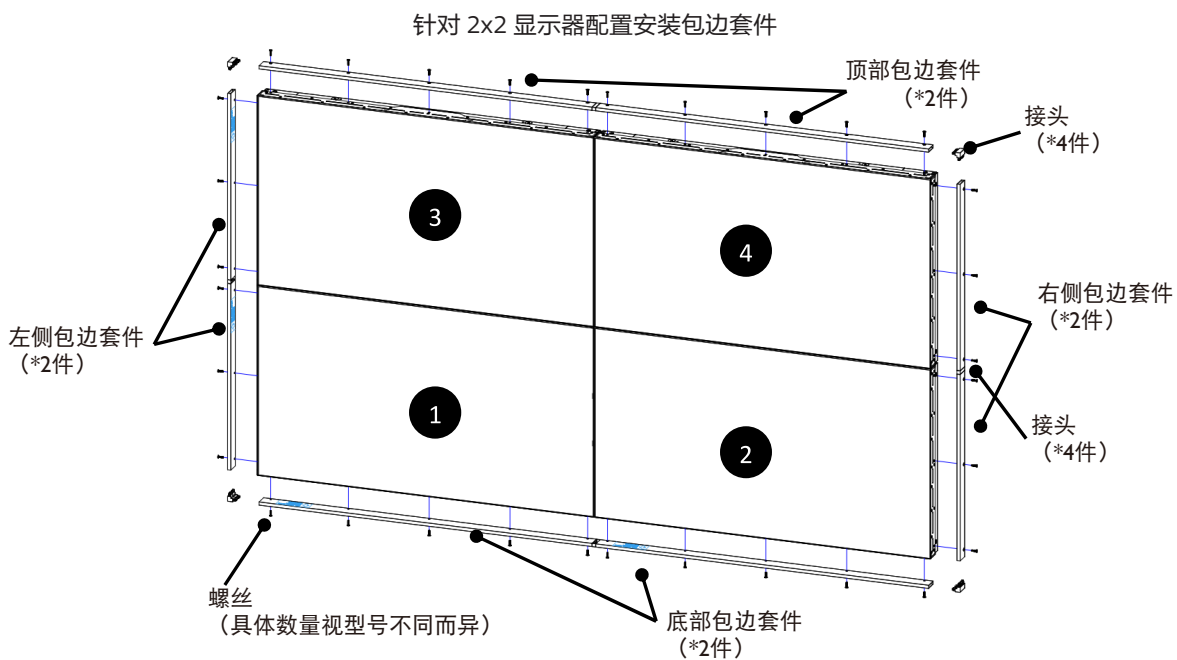 针对 2x2 显示器配置安装包边套件
顶部包边套件
（*2件）
接头
（*4件）
3
4
右侧包边套件
（*2件）
左侧包边套件
（*2件）
1
2
接头
（*4件）
螺丝
（具体数量视型号不同而异）
底部包边套件
（*2件）